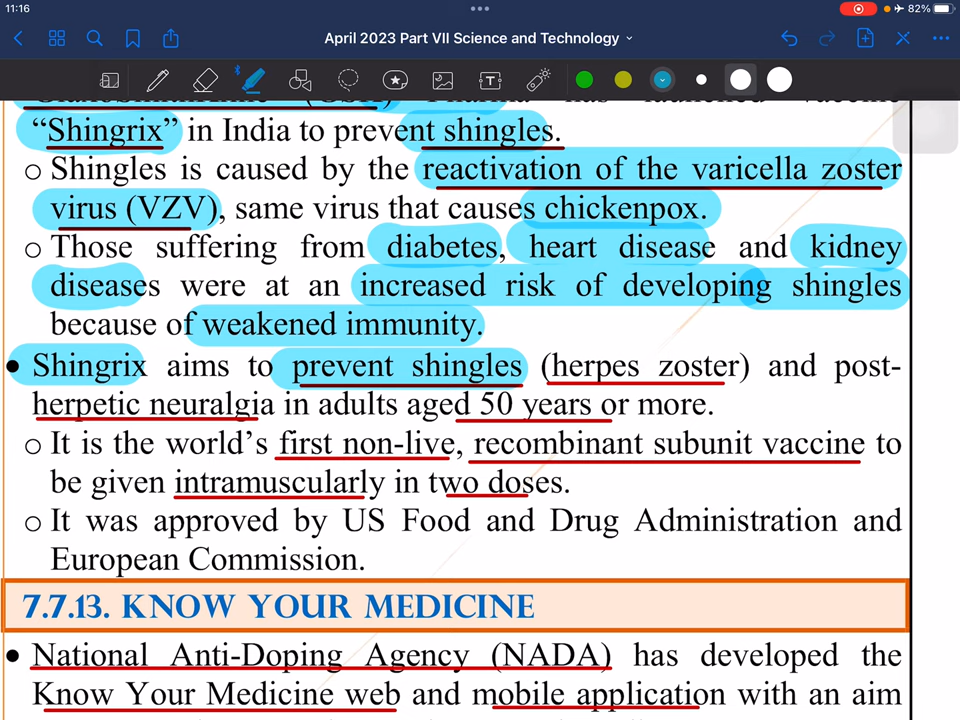 11:16
82%
April 2023 Part VII Science and Technology
“Shingrix” in India to prevent shingles.
o Shingles is caused by the reactivation of the varicella zoster
virus (VZV), same virus that causes chickenpox.
o Those suffering from diabetes, heart disease and kidney
diseases were at an increased risk of developing shingles
because of weakened immunity.
• Shingrix aims to prevent shingles (herpes zoster) and post-
herpetic neuralgia in adults aged 50 years or more.
o It is the world’s first non-live, recombinant subunit vaccine to
be given intramuscularly in two doses.
o It was approved by US Food and Drug Administration and
European Commission.
7.7.13. KNOW YOUR MEDICINE
• National Anti-Doping Agency (NADA) has developed the
Know Your Medicine web and mobile application with an aim